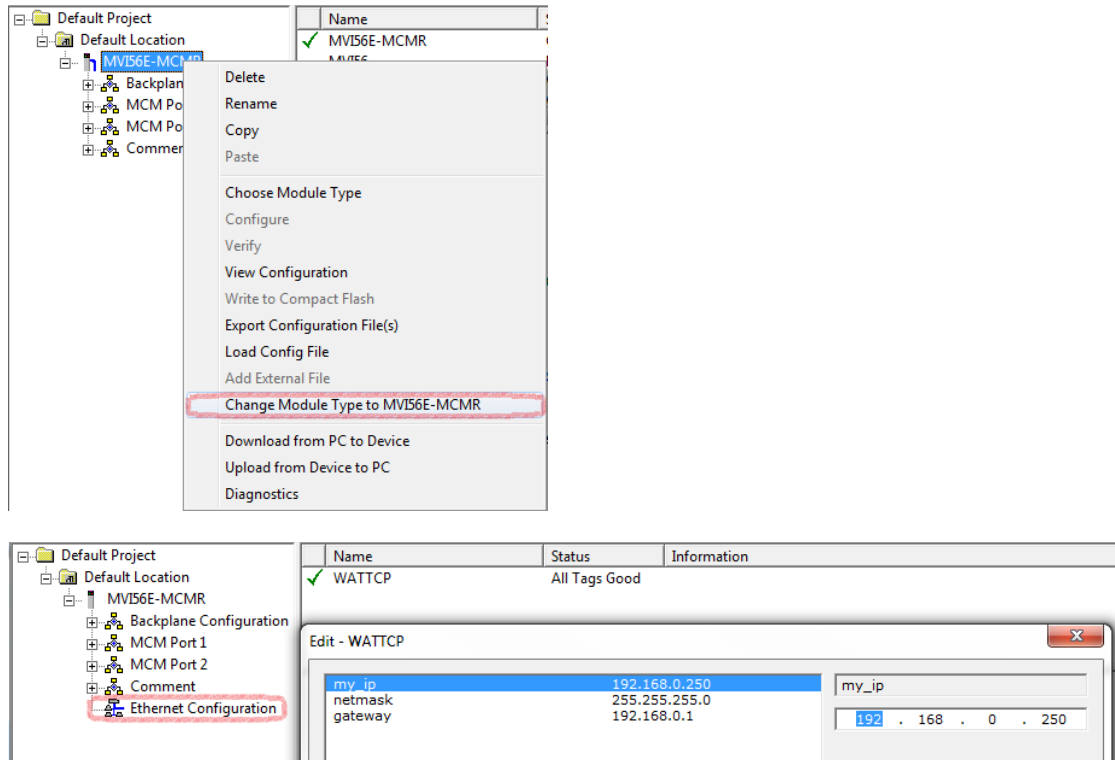 Default Project
Name
Default Location
MVI56E-MCMR
MVI56E-MCMR
Backplan
MCM Po
MCM Po
Commer
Delete
Rename
Copy
Paste
Choose Module Type
Configure
Verify
View Configuration
Write to Compact Flash
Export Configuration File(s)
Load Config File
Add External File
Change Module Type to MVI56E-MCMR
Download from PC to Device
Upload from Device to PC
Diagnostics
Default Project
Name Status Information
Default Location
WATTCP All Tags Good
MVI56E-MCMR
Backplane Configuration
MCM Port 1
MCM Port 2
Comment
Ethernet Configuration
Edit - WATTCP
my_ip 192.168.0.250
netmask 255.255.255.0
gateway 192.168.0.1
my_ip
192 . 168 . 0 . 250